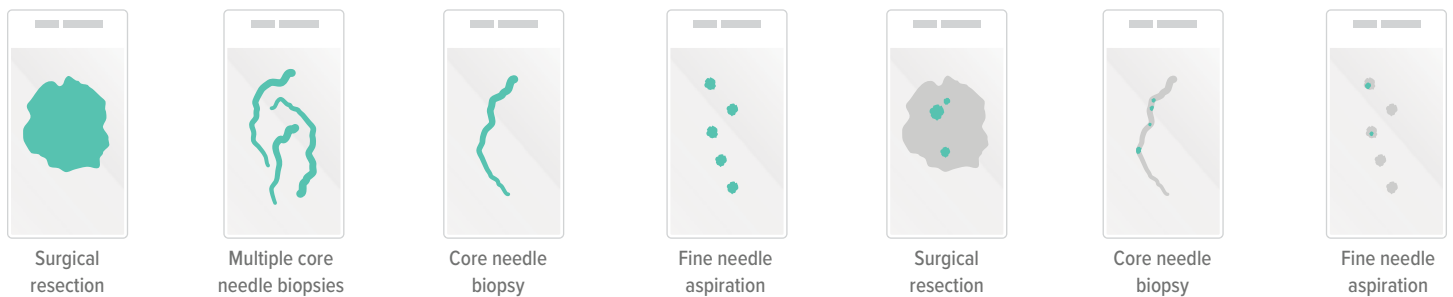 Surgical
resection
Multiple core
needle biopsies
Core needle
biopsy
Fine needle
aspiration
Surgical
resection
Core needle
biopsy
Fine needle
aspiration